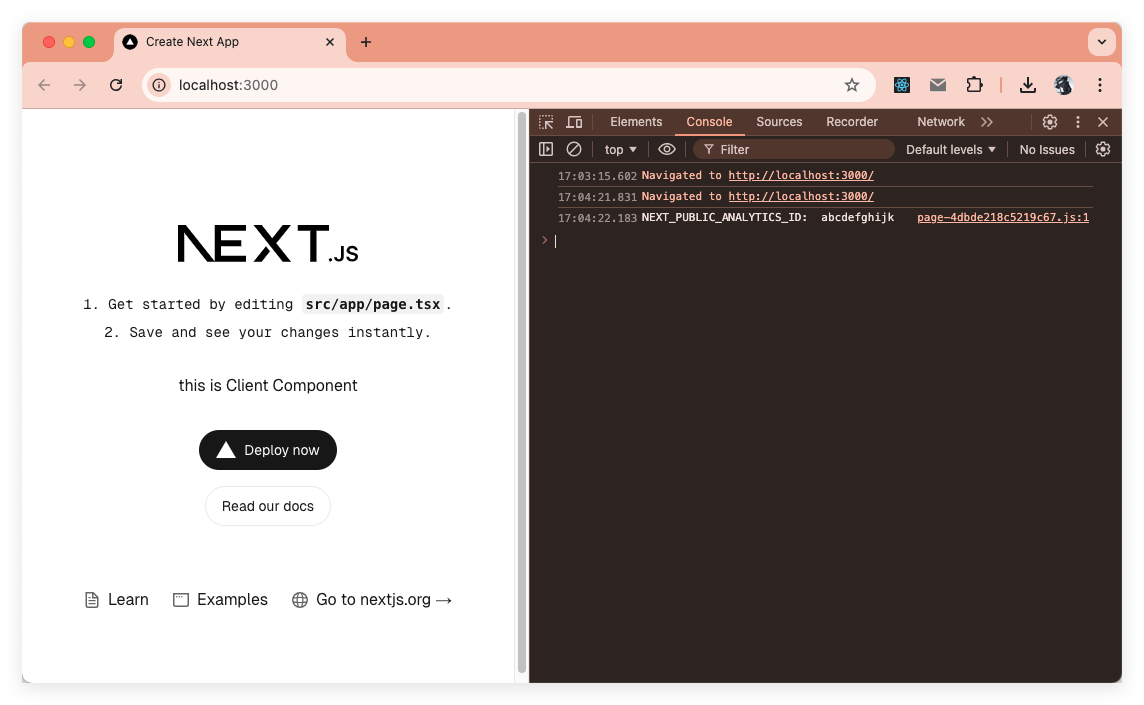 Create Next App
localhost:3000
NEXT.JS
1. Get started by editing src/app/page.tsx.
2. Save and see your changes instantly.
this is Client Component
Deploy now
Read our docs
Learn Examples Go to nextjs.org →
Elements Console Sources Recorder Network
top Filter Default levels No Issues
17:03:15.602 Navigated to http://localhost:3000/
17:04:21.831 Navigated to http://localhost:3000/
17:04:22.183 NEXT_PUBLIC_ANALYTICS_ID: abcdefghijk page-4dbde218c5219c67.js:1